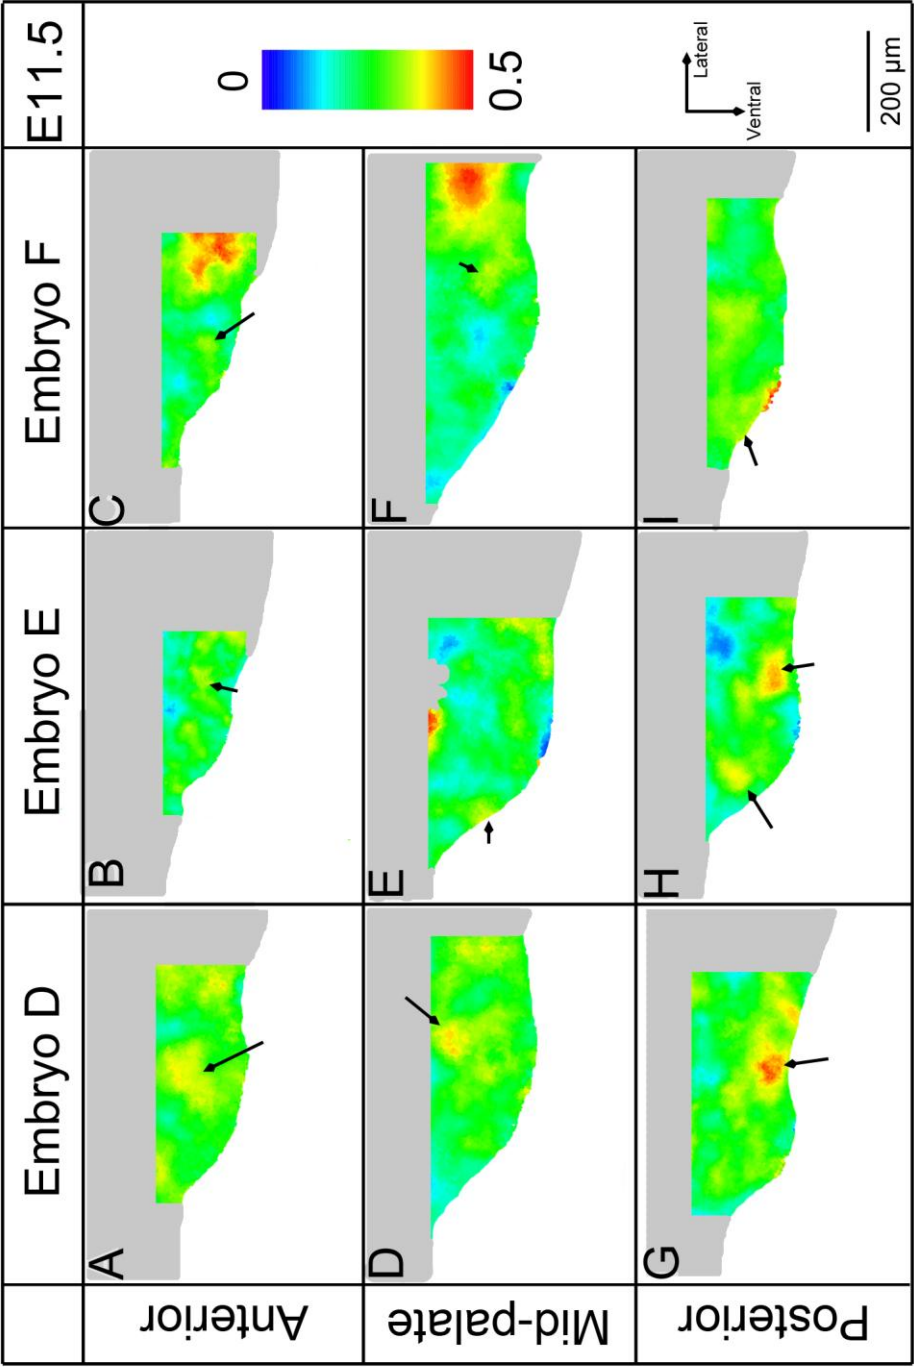 Embryo D
Embryo E
Embryo F
E11.5
Anterior
A
B
C
0
0.5
Mid-palate
D
E
F
Posterior
G
H
I
Lateral
Ventral
200 µm